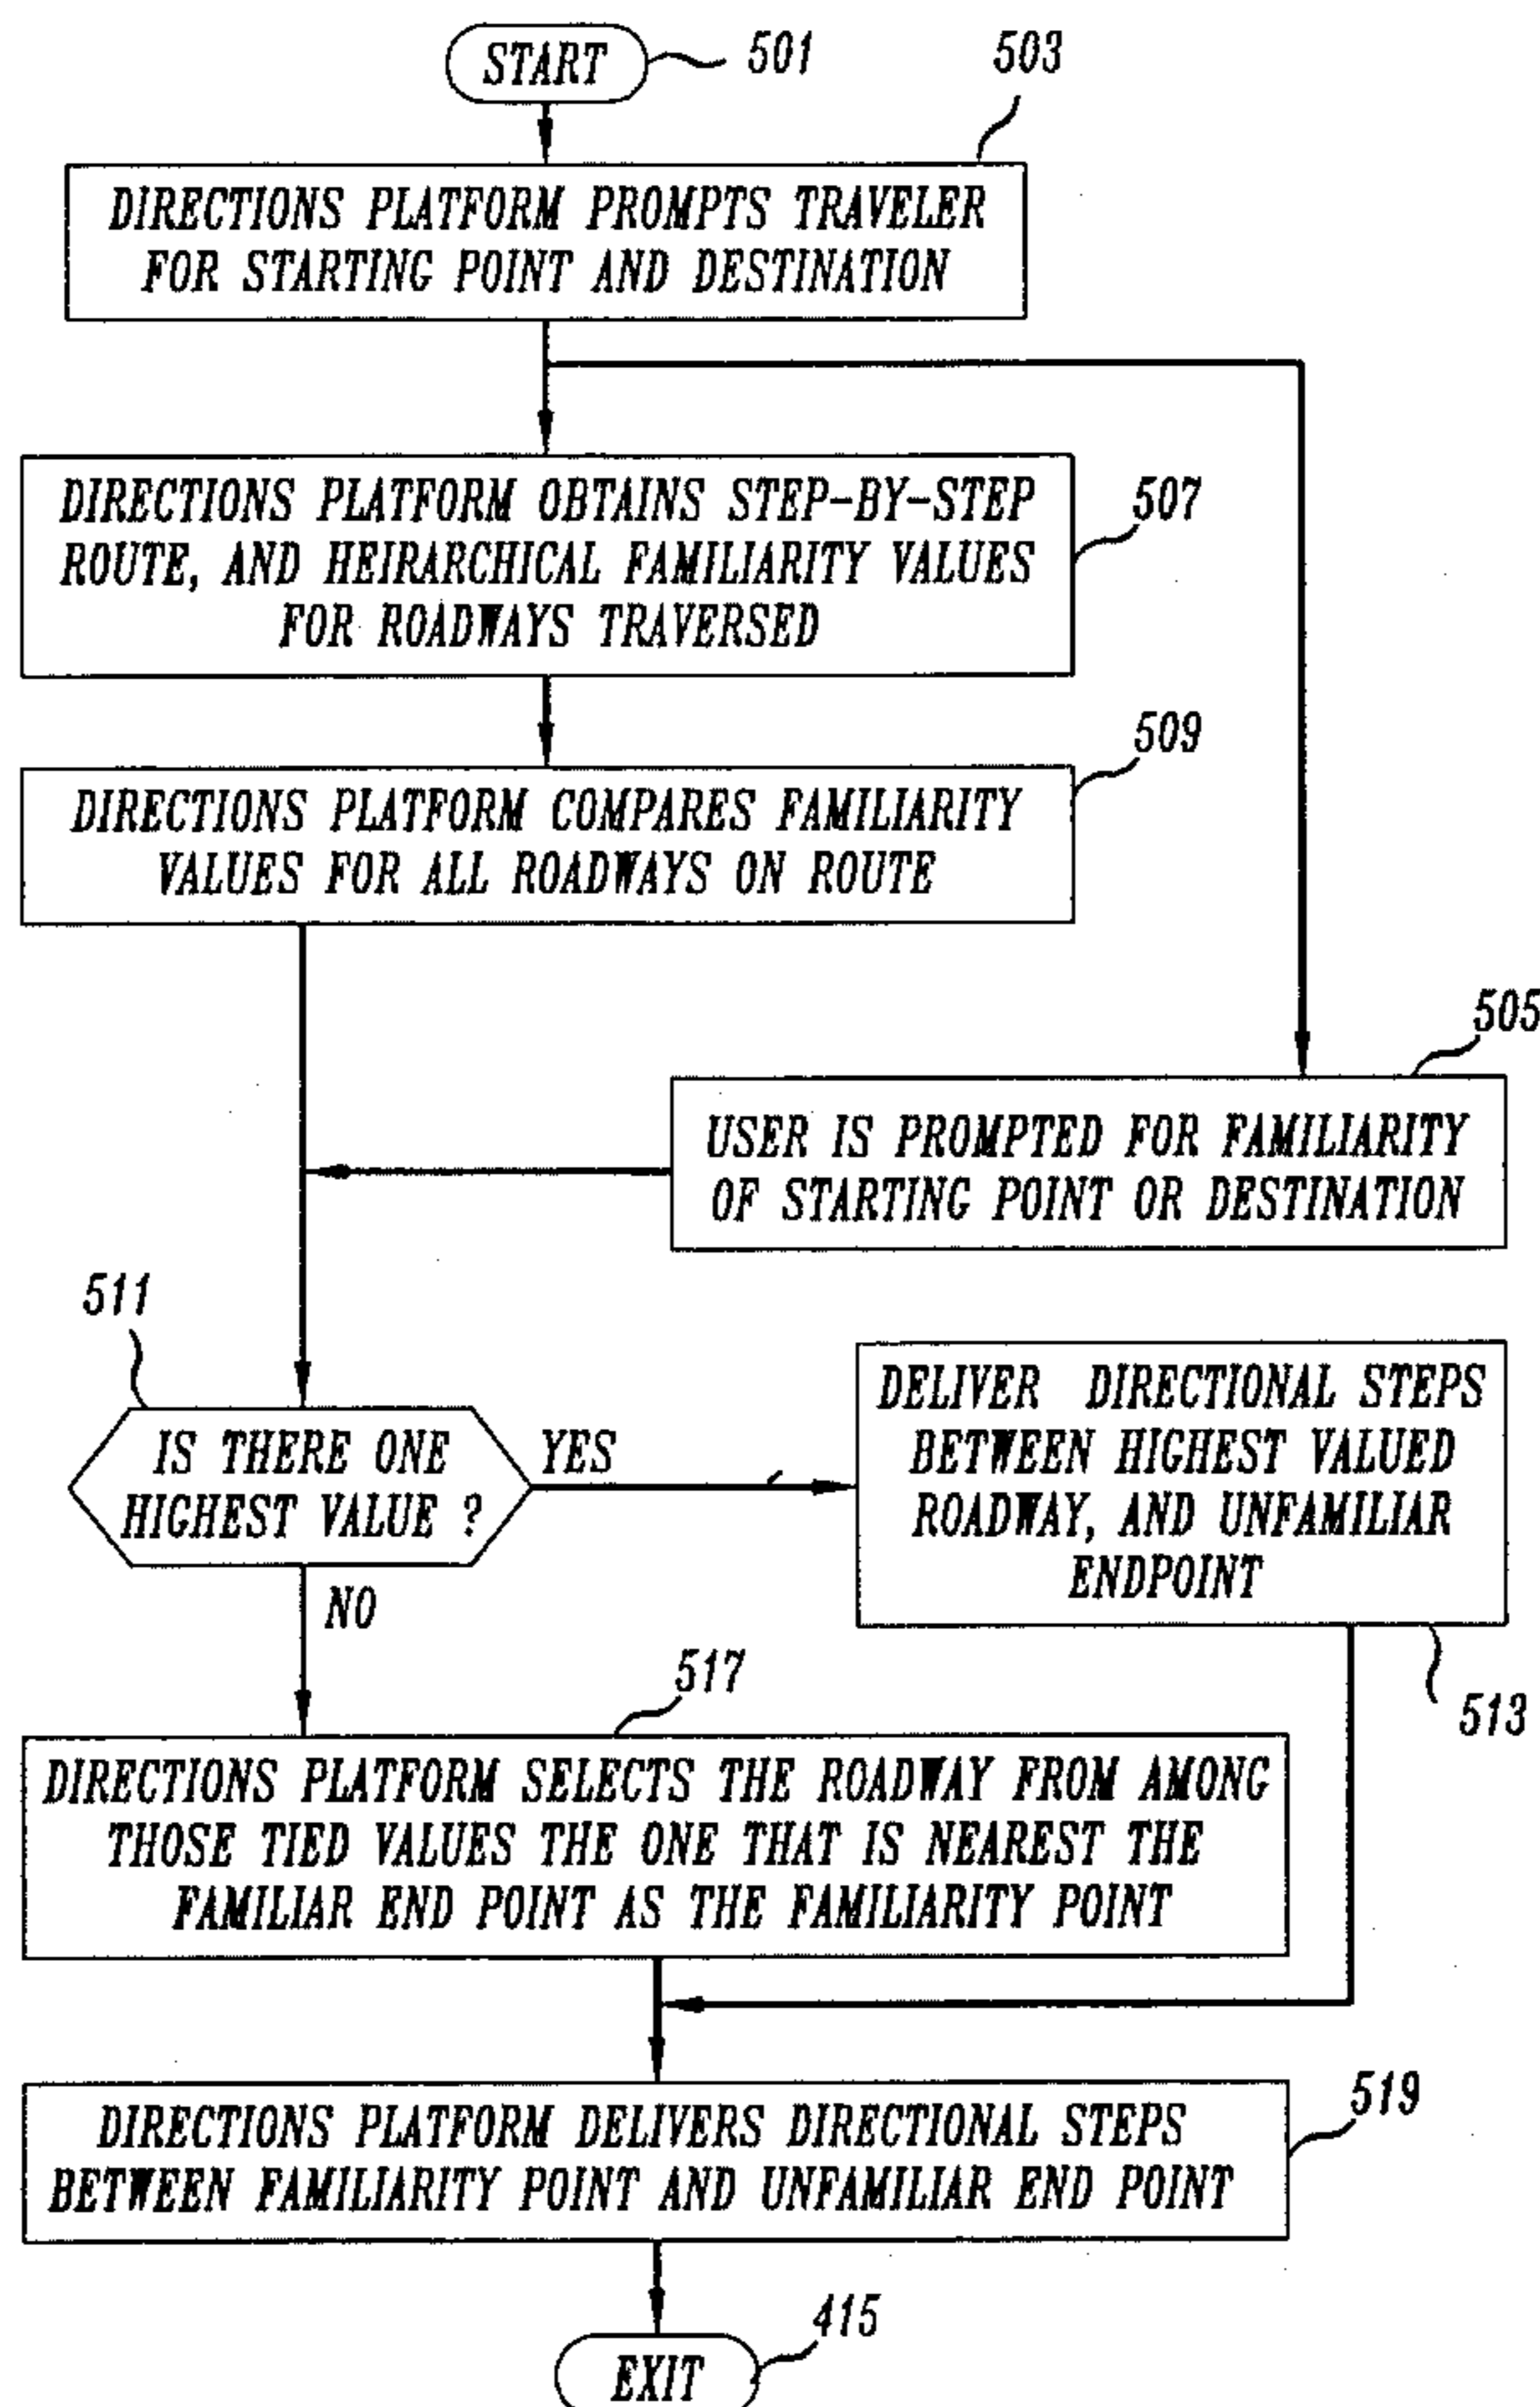 START
501
503
DIRECTIONS PLATFORM PROMPTS TRAVELER
FOR STARTING POINT AND DESTINATION
DIRECTIONS PLATFORM OBTAINS STEP-BY-STEP
ROUTE, AND HEIRARCHICAL FAMILIARITY VALUES
FOR ROADWAYS TRAVERSED
507
509
DIRECTIONS PLATFORM COMPARES FAMILIARITY
VALUES FOR ALL ROADWAYS ON ROUTE
505
USER IS PROMPTED FOR FAMILIARITY
OF STARTING POINT OR DESTINATION
511
IS THERE ONE
HIGHEST VALUE ?
YES
NO
DELIVER DIRECTIONAL STEPS
BETWEEN HIGHEST VALUED
ROADWAY, AND UNFAMILIAR
ENDPOINT
513
517
DIRECTIONS PLATFORM SELECTS THE ROADWAY FROM AMONG
THOSE TIED VALUES THE ONE THAT IS NEAREST THE
FAMILIAR END POINT AS THE FAMILIARITY POINT
519
DIRECTIONS PLATFORM DELIVERS DIRECTIONAL STEPS
BETWEEN FAMILIARITY POINT AND UNFAMILIAR END POINT
415
EXIT